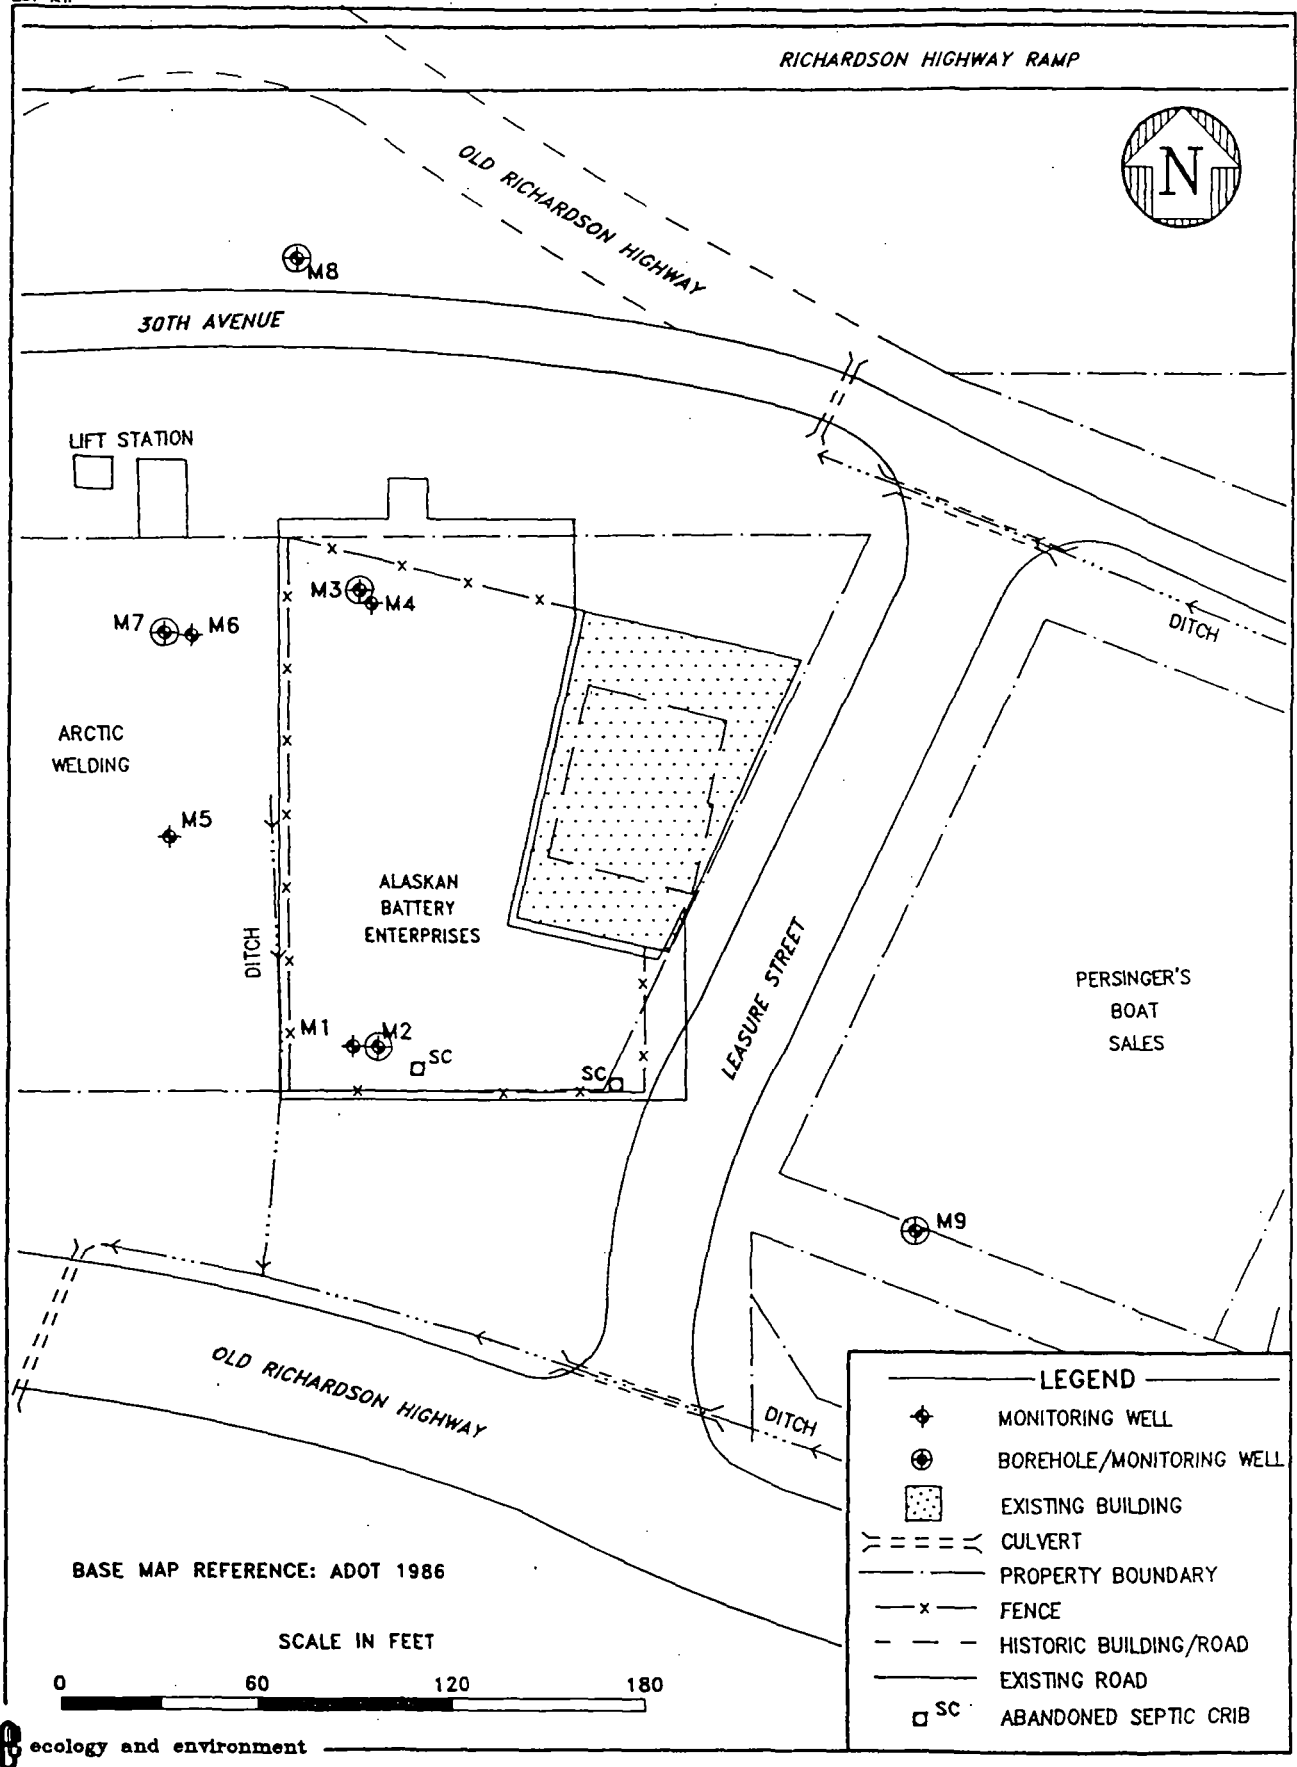 RICHARDSON HIGHWAY RAMP
N
OLD RICHARDSON HIGHWAY
M8
30TH AVENUE
LIFT STATION
M3
M4
M7
M6
DITCH
ARCTIC
WELDING
M5
ALASKAN
BATTERY
ENTERPRISES
DITCH
LEASURE STREET
PERSINGER'S
BOAT
SALES
M1
M2
SC
SC
M9
OLD RICHARDSON HIGHWAY
DITCH
LEGEND
MONITORING WELL
BOREHOLE/MONITORING WELL
EXISTING BUILDING
CULVERT
PROPERTY BOUNDARY
FENCE
HISTORIC BUILDING/ROAD
EXISTING ROAD
SC ABANDONED SEPTIC CRIB
BASE MAP REFERENCE: ADOT 1986
SCALE IN FEET
0 60 120 180
ecology and environment